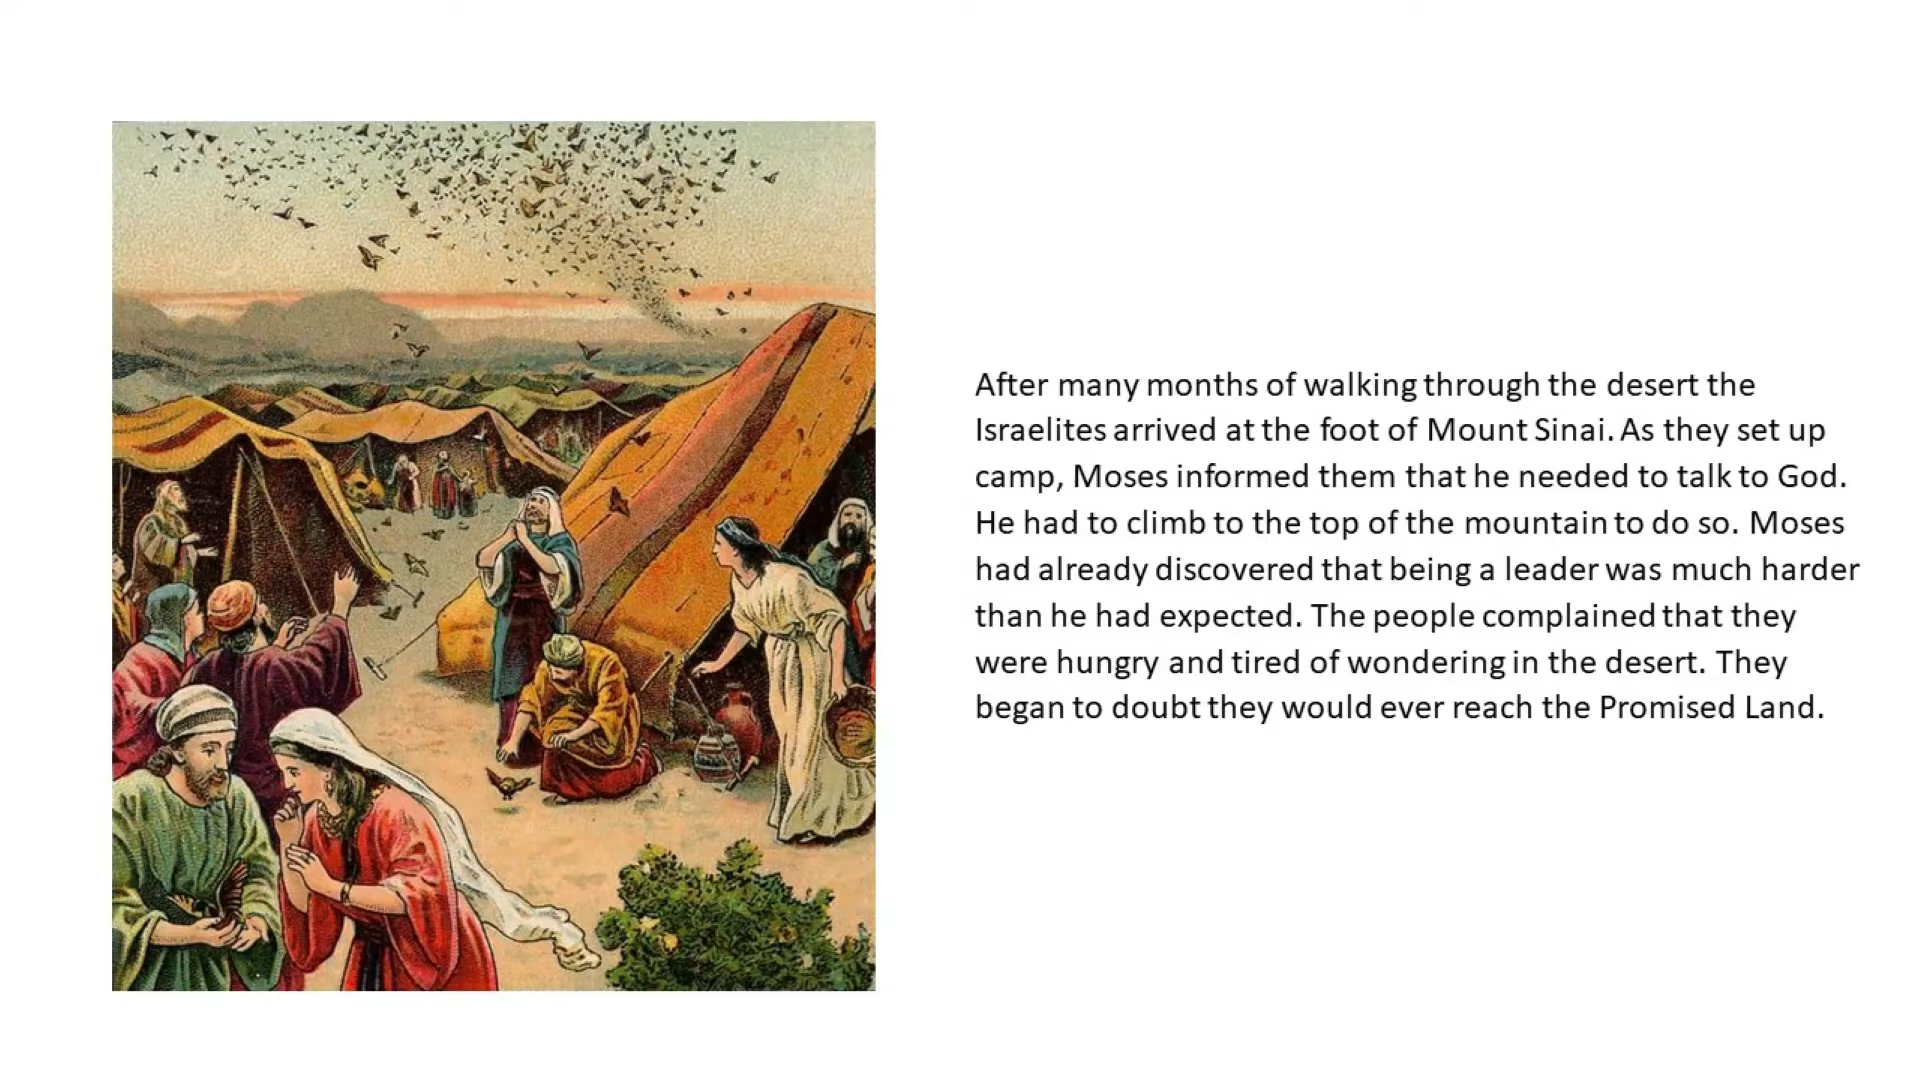 After many months of walking through the desert the
Israelites arrived at the foot of Mount Sinai. As they set up
camp, Moses informed them that he needed to talk to God.
He had to climb to the top of the mountain to do so. Moses
had already discovered that being a leader was much harder
than he had expected. The people complained that they
were hungry and tired of wondering in the desert. They
began to doubt they would ever reach the Promised Land.